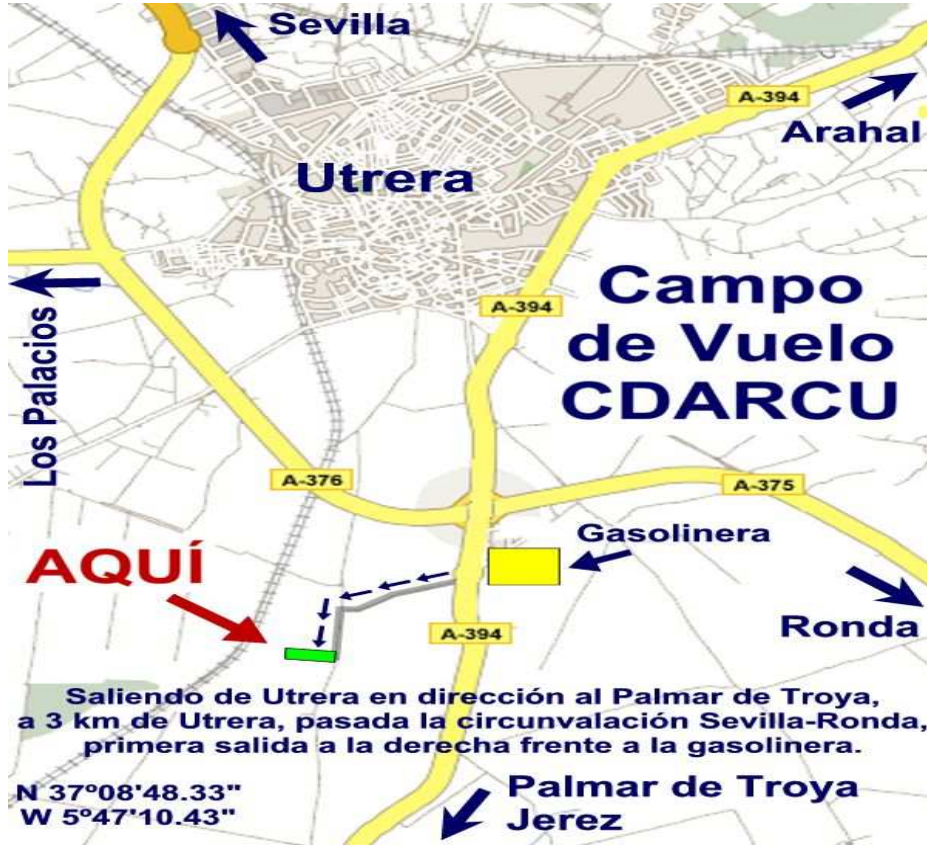 Sevilla
A-394
Arahal
Utrera
Campo
de Vuelo
CDARCU
A-394
Los Palacios
A-376
A-375
Gasolinera
AQUÍ
Ronda
A-394
Saliendo de Utrera en dirección al Palmar de Troya,
a 3 km de Utrera, pasada la circunvalación Sevilla-Ronda,
primera salida a la derecha frente a la gasolinera.
N 37º08'48.33"
W 5º47'10.43"
Palmar de Troya
Jerez